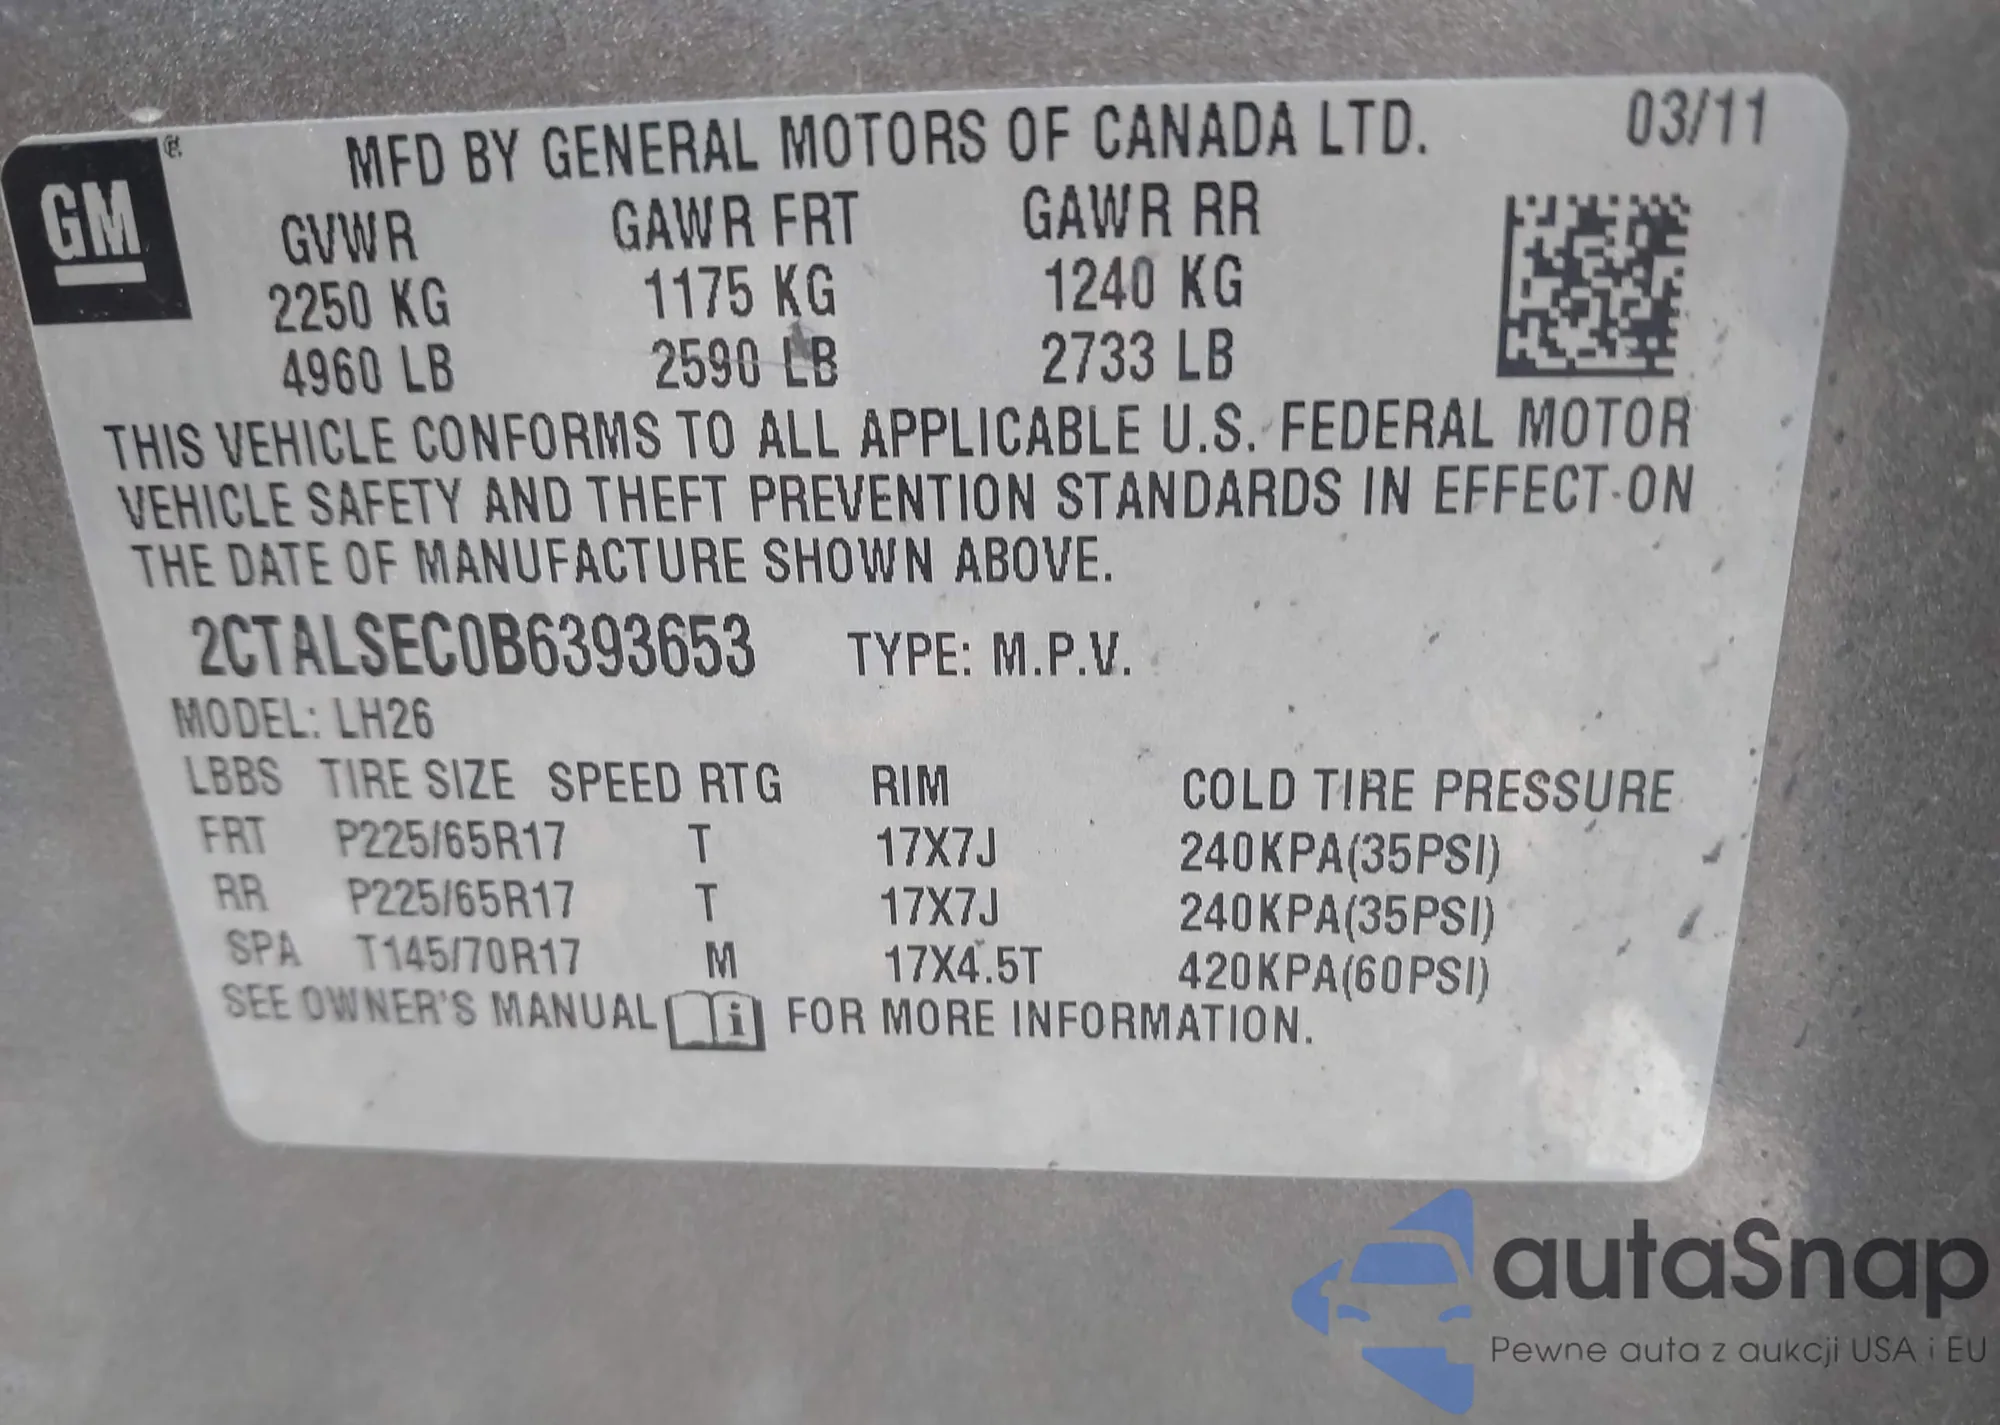 GM
MFD BY GENERAL MOTORS OF CANADA LTD. 03/11
GVWR GAWR FRT GAWR RR
2250 KG 1175 KG 1240 KG
4960 LB 2590 LB 2733 LB
THIS VEHICLE CONFORMS TO ALL APPLICABLE U.S. FEDERAL MOTOR
VEHICLE SAFETY AND THEFT PREVENTION STANDARDS IN EFFECT ON
THE DATE OF MANUFACTURE SHOWN ABOVE.
2CTALSEC0B6393653 TYPE: M.P.V.
MODEL: LH26
LBBS TIRE SIZE SPEED RTG RIM COLD TIRE PRESSURE
FRT P225/65R17 T 17X7J 240KPA(35PSI)
RR P225/65R17 T 17X7J 240KPA(35PSI)
SPA T145/70R17 M 17X4.5T 420KPA(60PSI)
SEE OWNER'S MANUAL i FOR MORE INFORMATION.
autaSnap
Pewne auta z aukcji USA i EU